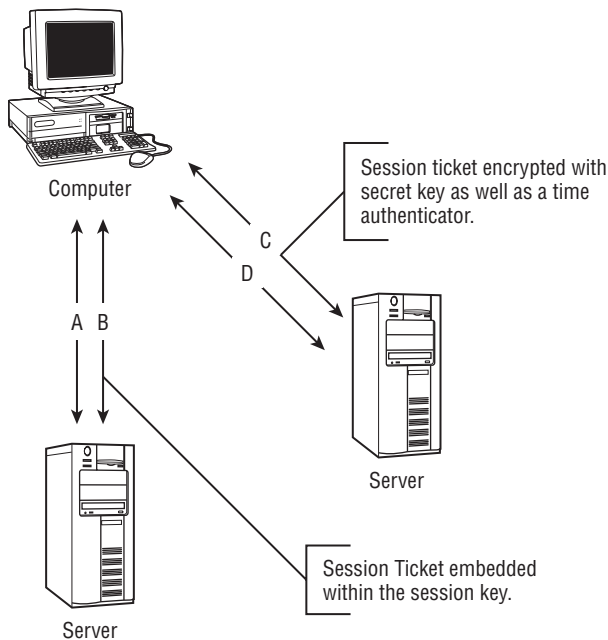 Computer
Session ticket encrypted with
secret key as well as a time
authenticator.
C
D
A B
Server
Session Ticket embedded
within the session key.
Server